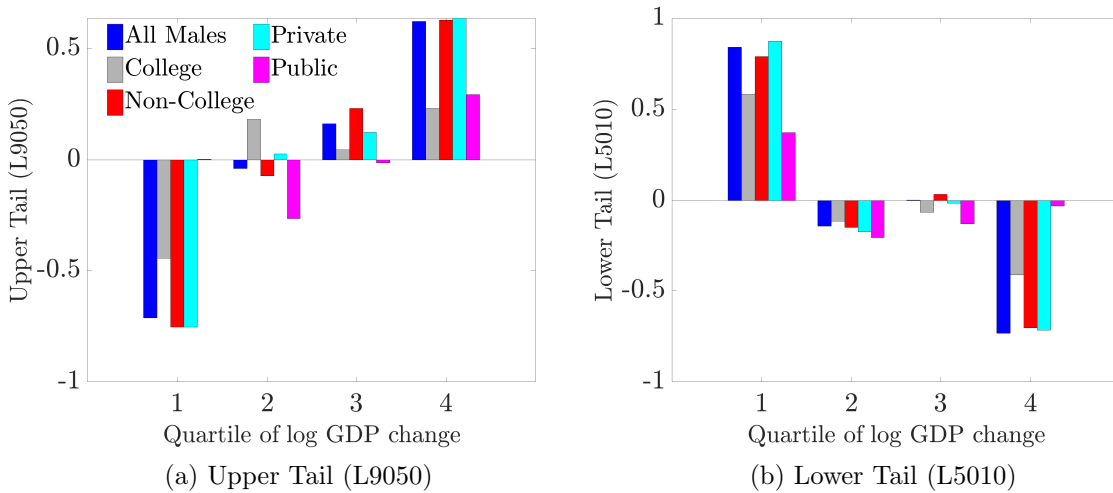 All Males
Private
College
Public
Non-College
0.5
0
-0.5
-1
Upper Tail (L9050)
1 2 3 4
Quartile of log GDP change
(a) Upper Tail (L9050)
1
0.5
0
-0.5
-1
Lower Tail (L5010)
1 2 3 4
Quartile of log GDP change
(b) Lower Tail (L5010)